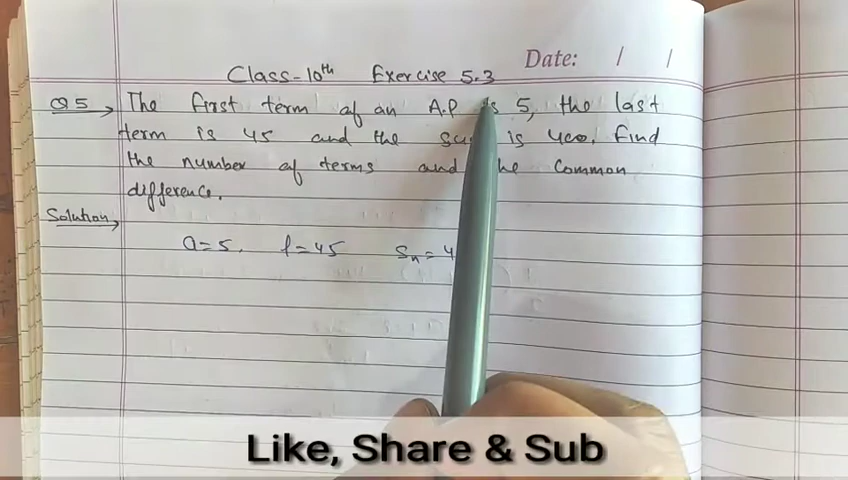 Date: / /
Class-10th Exercise 5.3
Q5 The first term of an A.P is 5, the last
term is 45 and the is 400. Find
the number of terms and the common
difference.
Solution
a=5. l=45 Sn=4
Like, Share & Sub